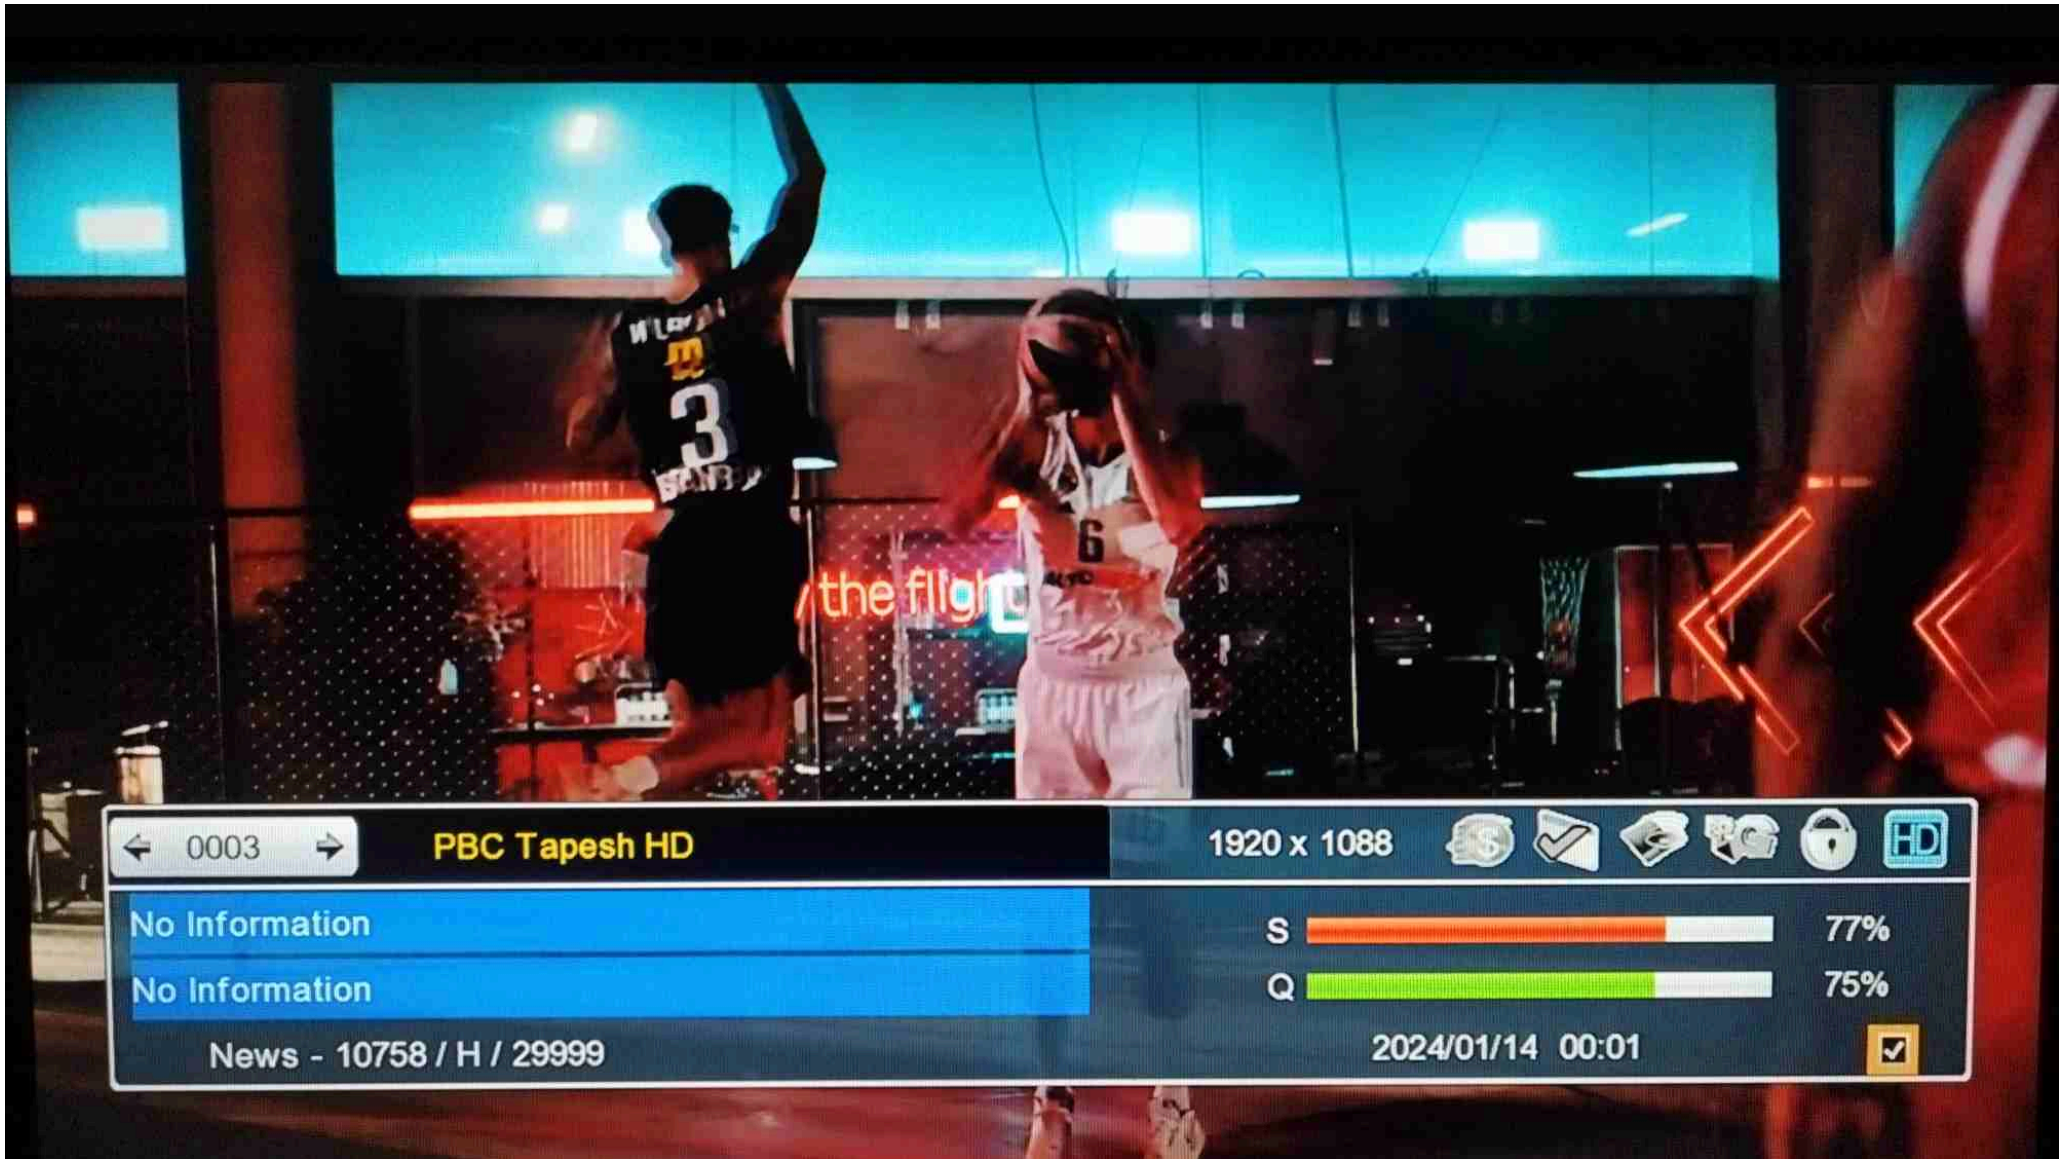 3
the flight
6
0003
PBC Tapesh HD
1920 x 1088
$
HD
No Information
S
77%
No Information
Q
75%
News - 10758 / H / 29999
2024/01/14 00:01